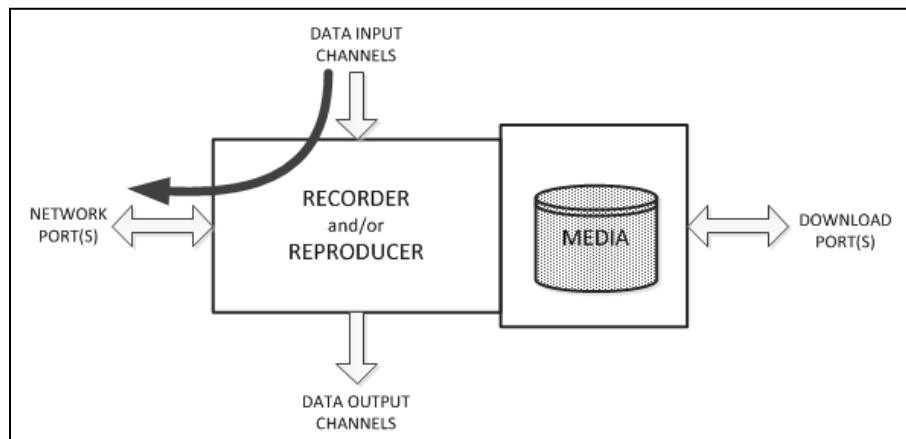 DATA INPUT
CHANNELS
RECORDER
and/or
REPRODUCER
MEDIA
NETWORK
PORT(S)
DOWNLOAD
PORT(S)
DATA OUTPUT
CHANNELS